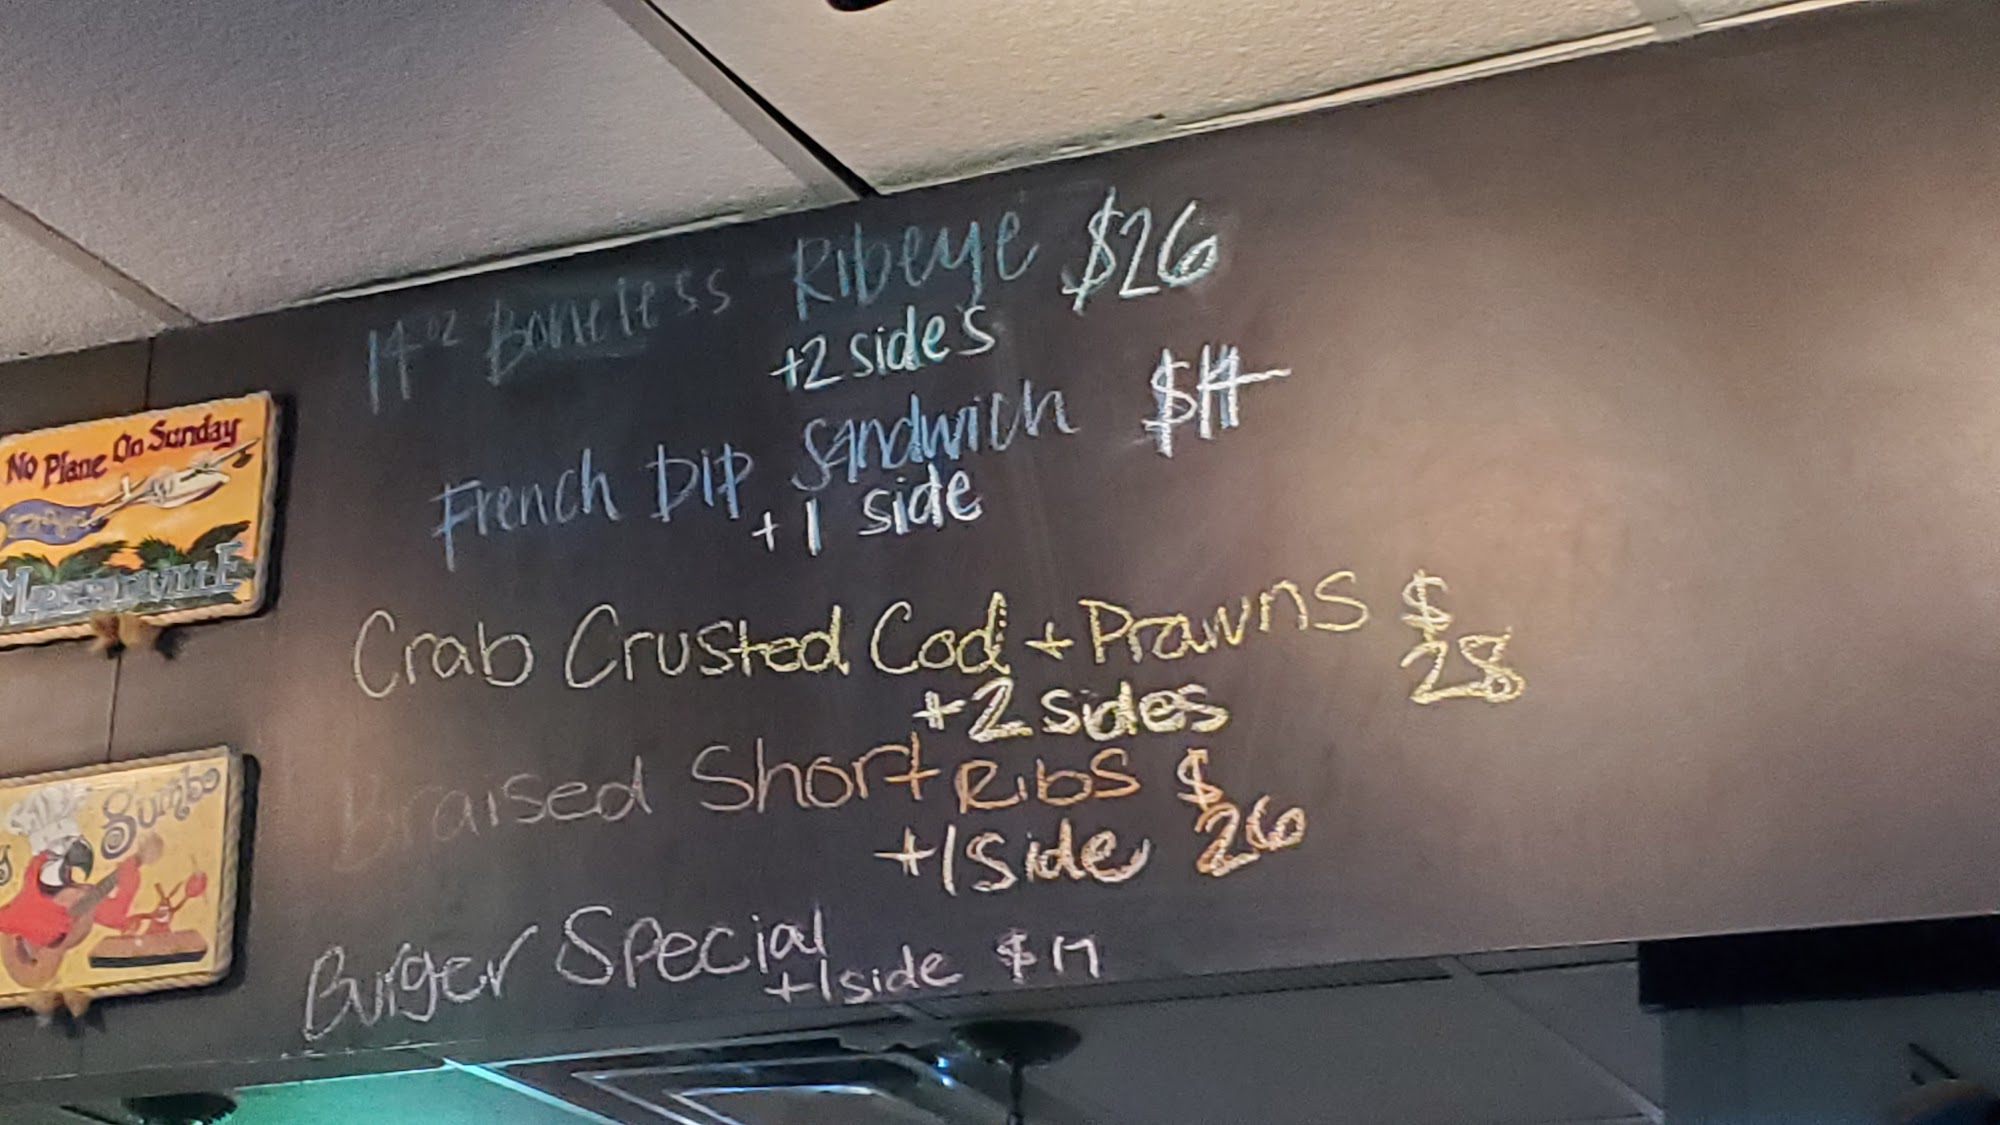 14oz Boneless Ribeye $26
+2 sides
French Dip Sandwich $14
+1 side
Crab Crusted Cod + Prawns $
28
+2 sides
Braised Short Ribs $
26
+1 side
Burger Special
+1 side $17
No Plane On Sunday
gumbo